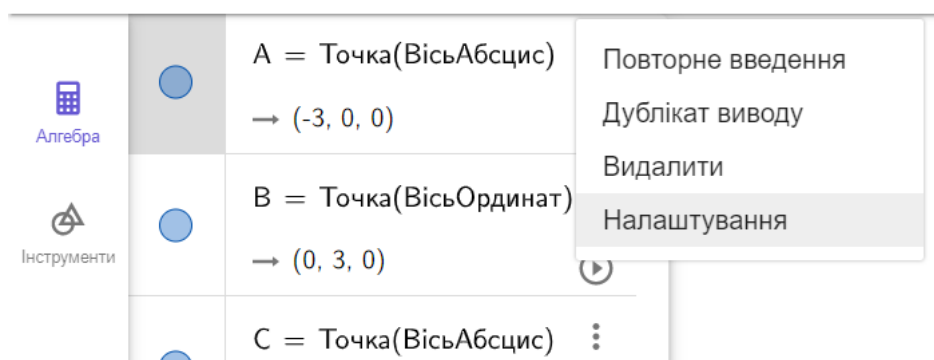 Алгебра
Інструменти
A = Точка(ВісьАбсцис)
→ (-3, 0, 0)
B = Точка(ВісьОрдинат)
→ (0, 3, 0)
C = Точка(ВісьАбсцис)
Повторне введення
Дублікат виводу
Видалити
Налаштування